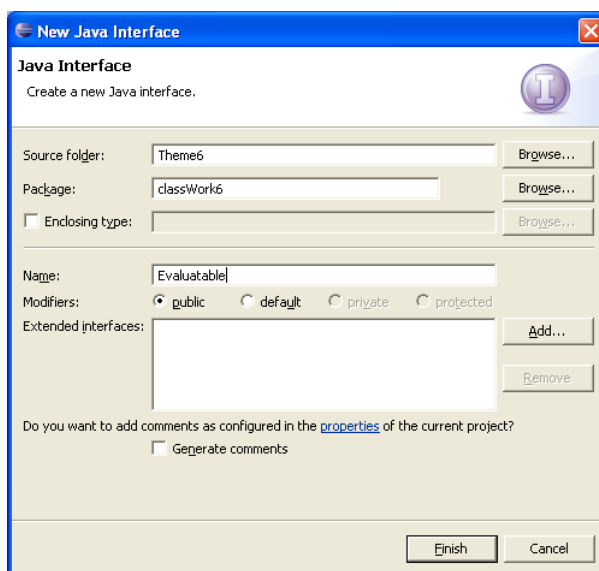 New Java Interface
Java Interface
Create a new Java interface.
I
Source folder: Theme6 Browse...
Package: classWork6 Browse...
Enclosing type: Browse...
Name: Evaluatable
Modifiers: public default private protected
Extended interfaces: Add...
Remove
Do you want to add comments as configured in the properties of the current project?
Generate comments
Finish Cancel